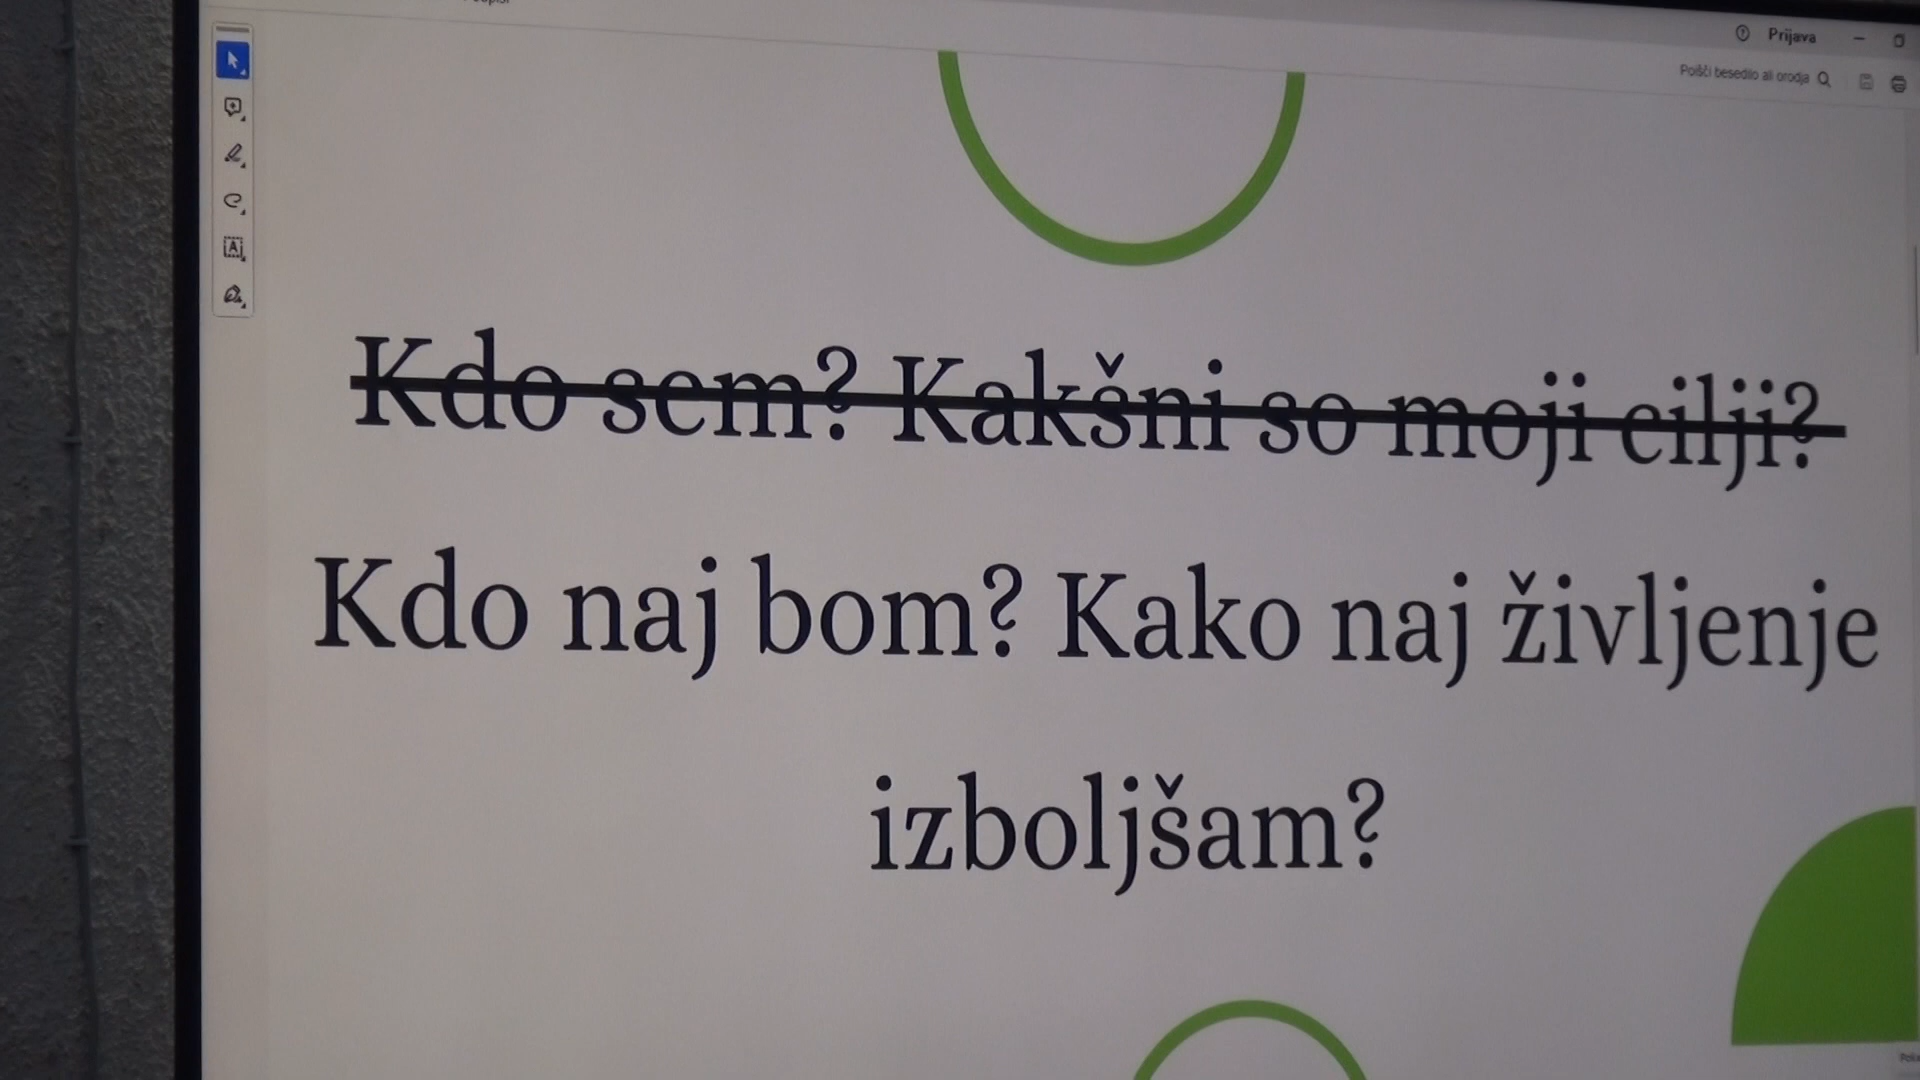 Prijava
Poišči besedilo ali orodja
Kdo sem? Kakšni so moji cilji?
Kdo naj bom? Kako naj življenje
izboljšam?